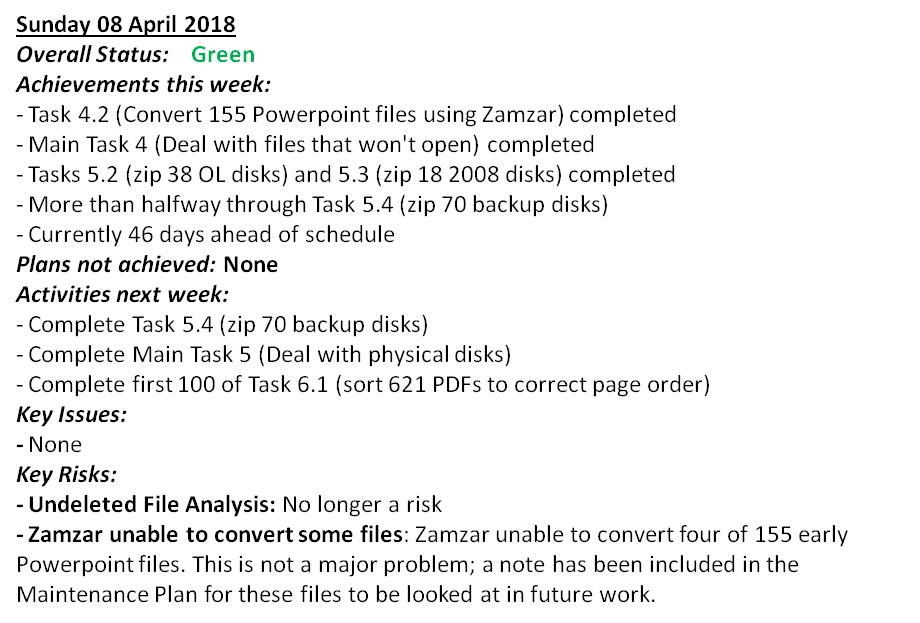 Sunday 08 April 2018
Overall Status: Green
Achievements this week:
- Task 4.2 (Convert 155 Powerpoint files using Zamzar) completed
- Main Task 4 (Deal with files that won't open) completed
- Tasks 5.2 (zip 38 OL disks) and 5.3 (zip 18 2008 disks) completed
- More than halfway through Task 5.4 (zip 70 backup disks)
- Currently 46 days ahead of schedule
Plans not achieved: None
Activities next week:
- Complete Task 5.4 (zip 70 backup disks)
- Complete Main Task 5 (Deal with physical disks)
- Complete first 100 of Task 6.1 (sort 621 PDFs to correct page order)
Key Issues:
- None
Key Risks:
- Undeleted File Analysis: No longer a risk
- Zamzar unable to convert some files: Zamzar unable to convert four of 155 early
Powerpoint files. This is not a major problem; a note has been included in the
Maintenance Plan for these files to be looked at in future work.